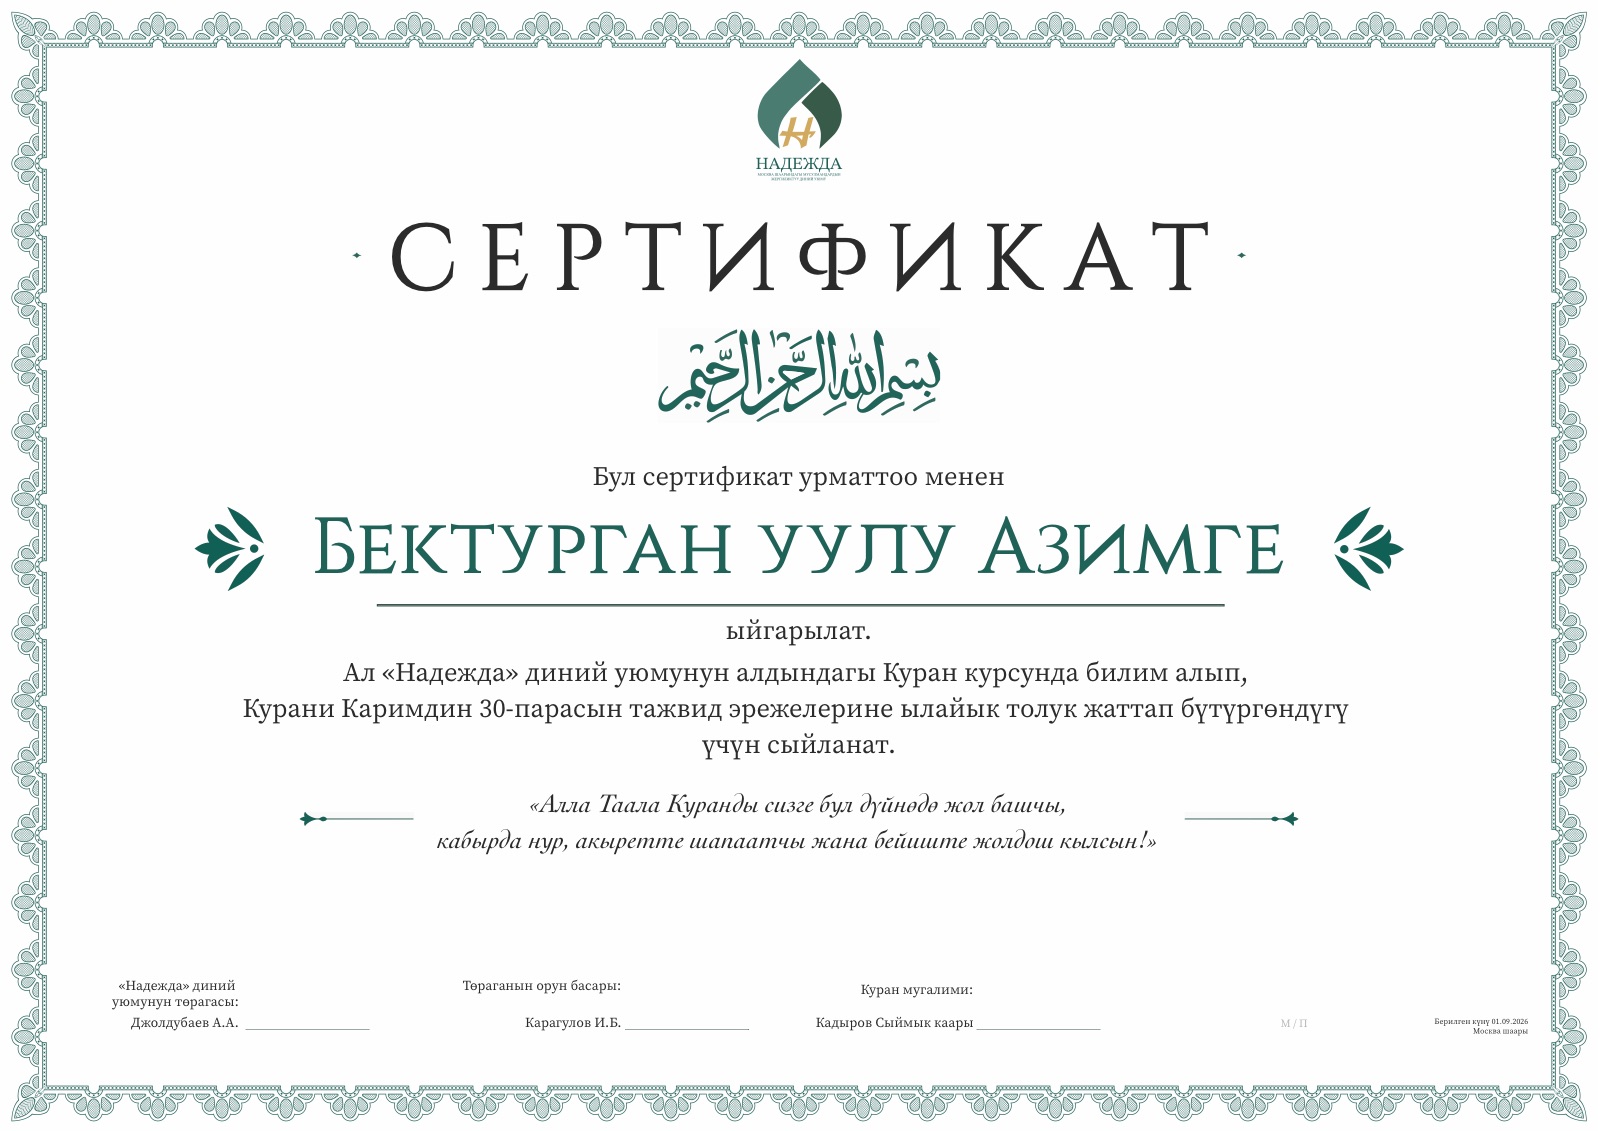 НАДЕЖДА
СЕРТИФИКАТ
بِسْمِ اللهِ الرَّحْمٰنِ الرَّحِيْمِ
Бул сертификат урматтоо менен
Бектурган уулу Азимге
ыйгарылат.
Ал «Надежда» диний уюмунун алдындагы Куран курсунда билим алып,
Курани Каримдин 30-парасын тажвид эрежелерине ылайык толук жаттап бүтүргөндүгү
үчүн сыйланат.
«Алла Таала Куранды сизге бул дүйнөдө жол башчы,
кабырда нур, акыретте шапаатчы жана бейиште жолдош кылсын!»
«Надежда» диний
уюмунун төрагасы:
Джолдубаев А.А.
Төраганын орун басары:
Карагулов И.Б.
Куран мугалими:
Кадыров Сыймык каары
М / П
Берилген күнү 01.09.2026
Москва шаары